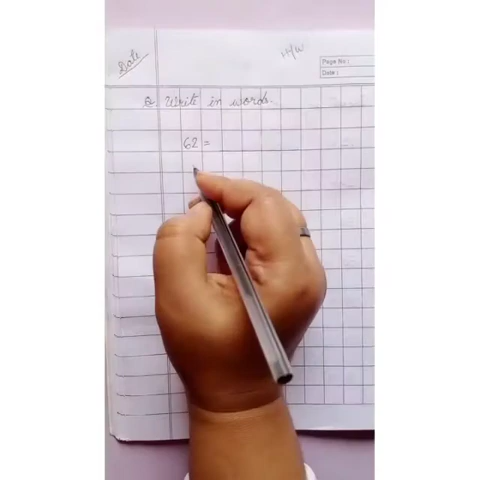 Date
H/W
Page No :
Date :
Q. Write in words.
62 =